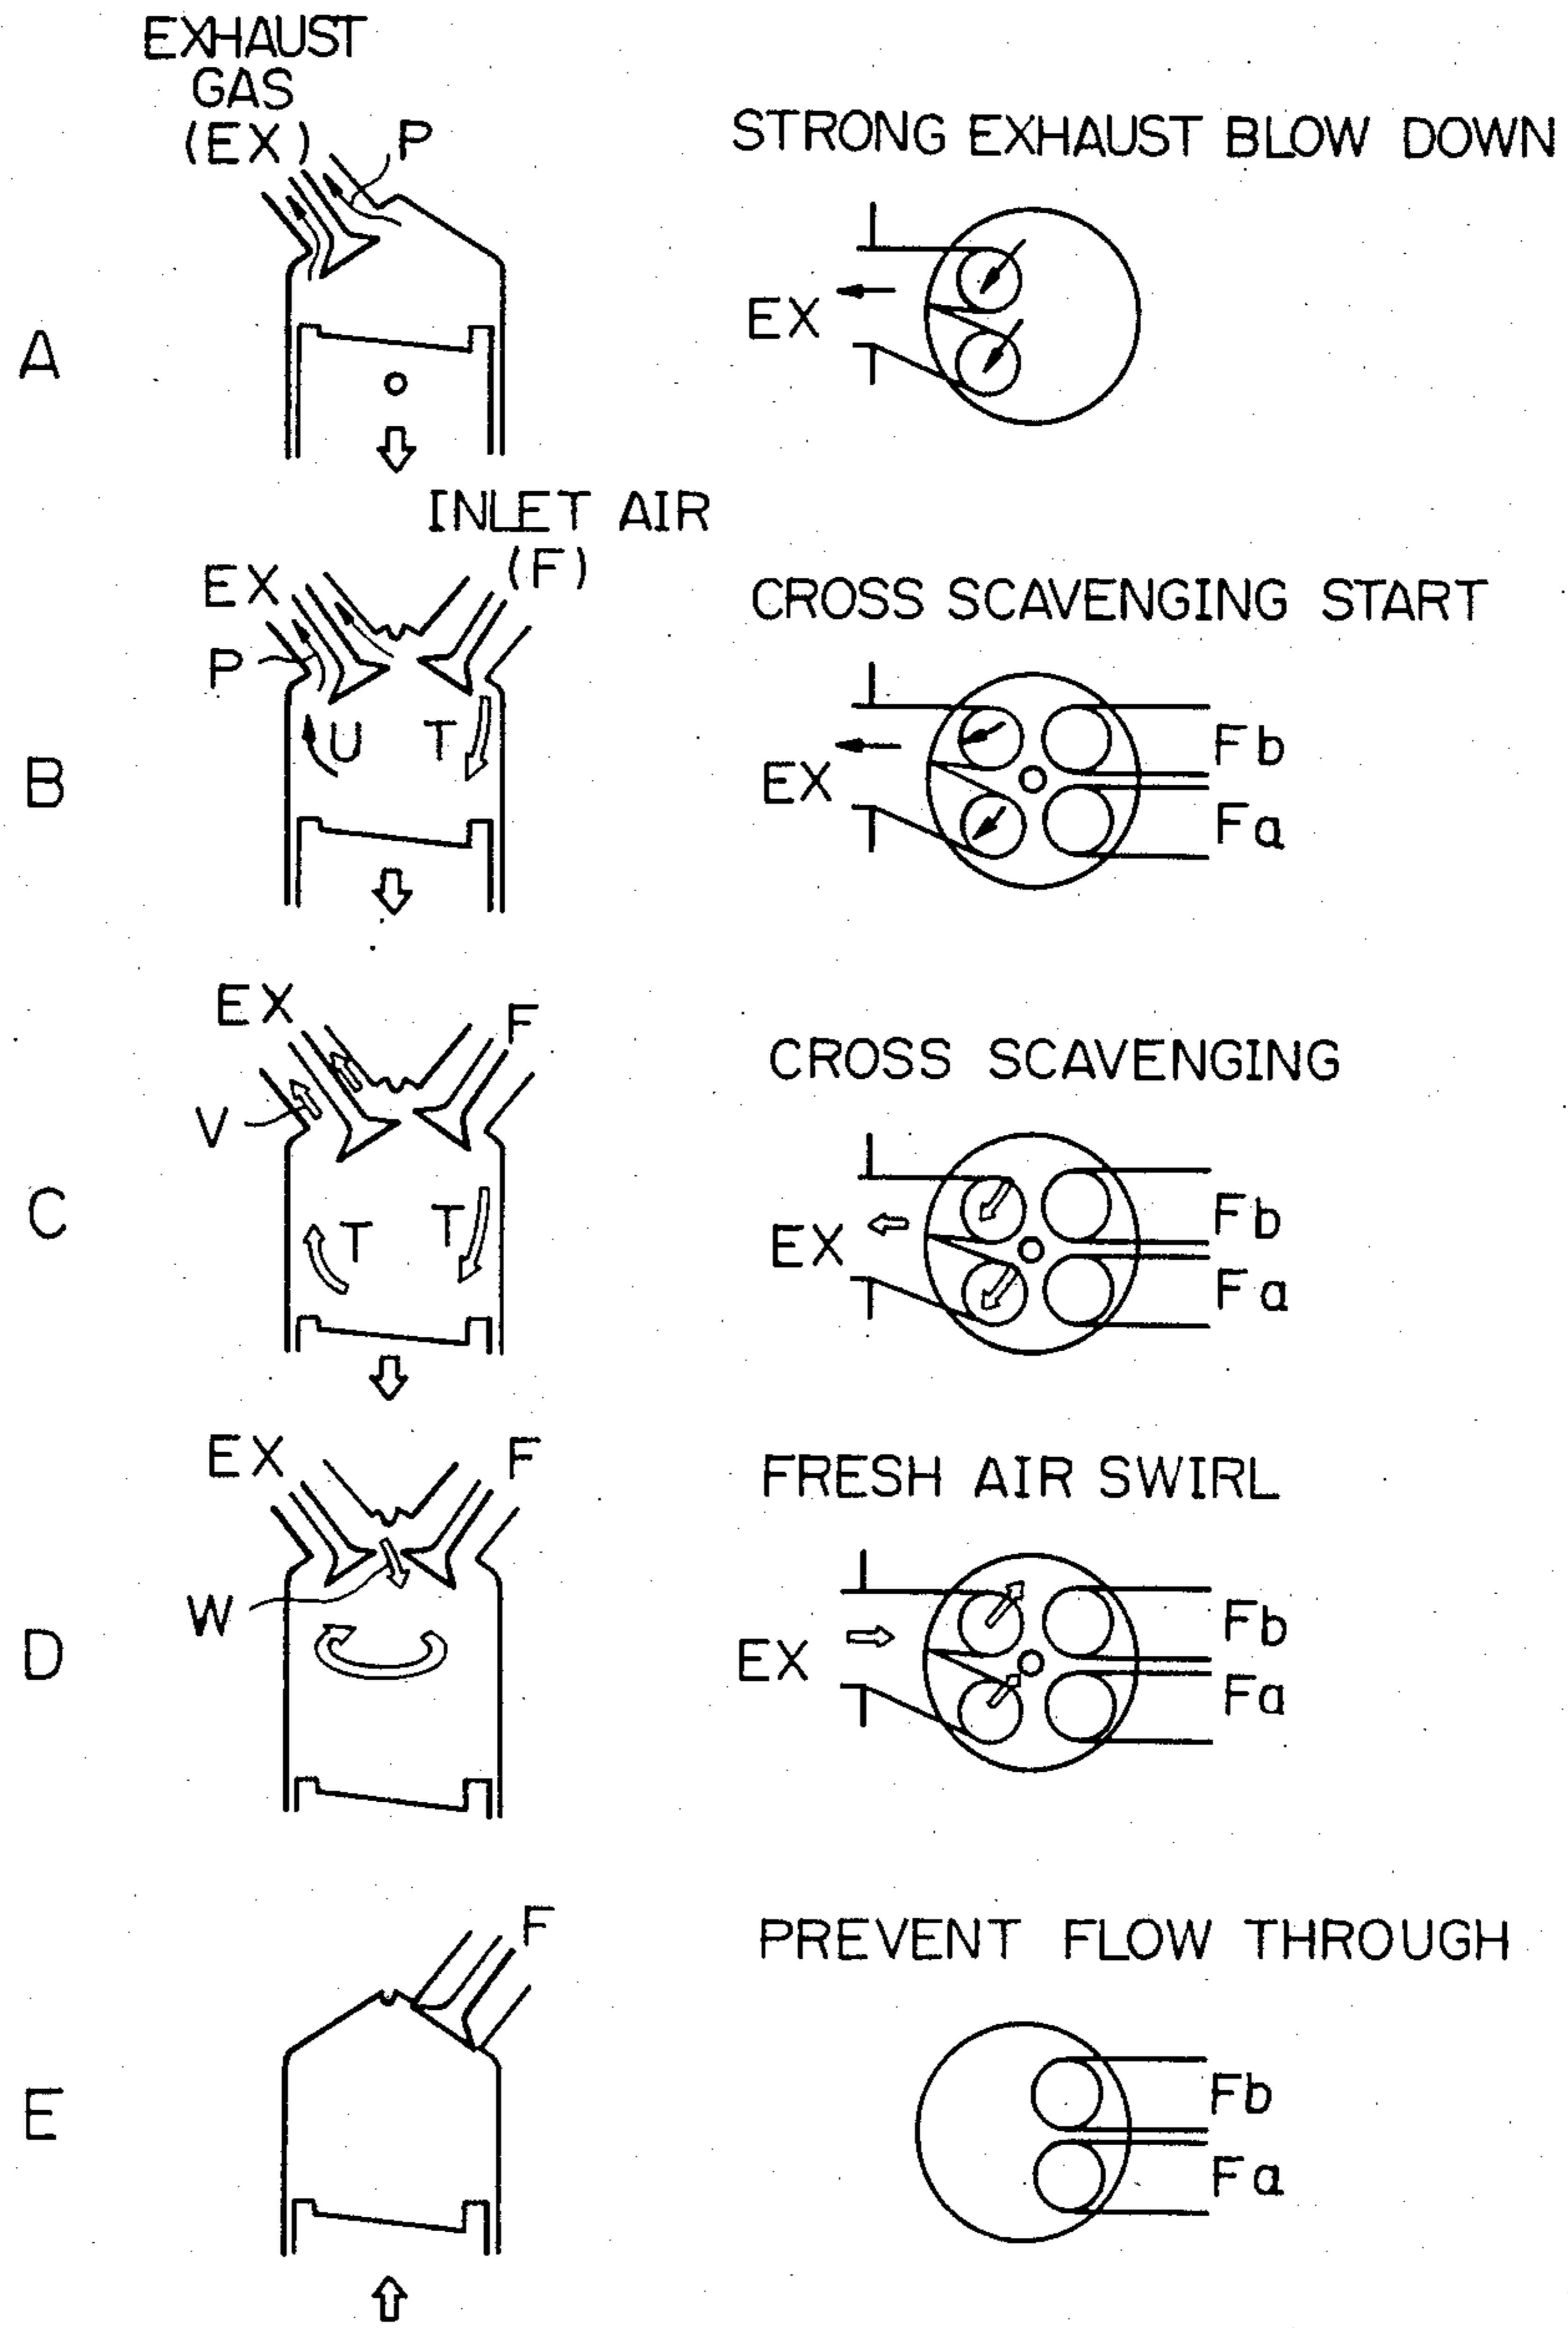 EXHAUST
GAS
(EX)
P
STRONG EXHAUST BLOW DOWN
EX
A
INLET AIR
(F)
EX
P
U
T
CROSS SCAVENGING START
Fb
EX
Fa
B
EX
F
V
T
T
CROSS SCAVENGING
Fb
EX
Fa
C
EX
F
W
FRESH AIR SWIRL
Fb
EX
Fa
D
F
PREVENT FLOW THROUGH
Fb
Fa
E